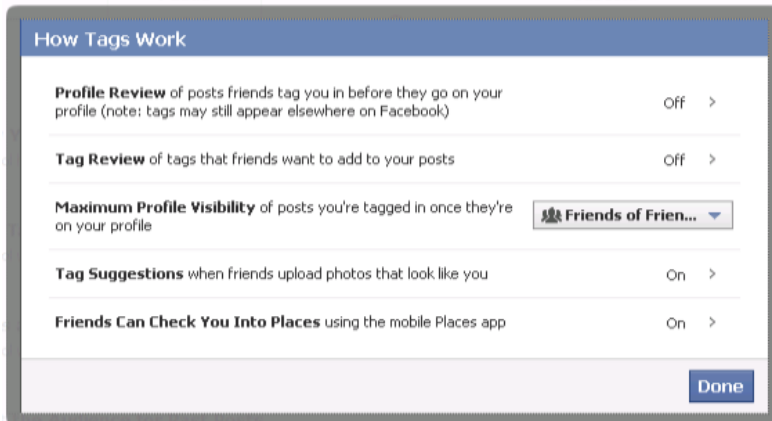 How Tags Work
Profile Review of posts friends tag you in before they go on your
profile (note: tags may still appear elsewhere on Facebook)
Off >
Tag Review of tags that friends want to add to your posts
Off >
Maximum Profile Visibility of posts you're tagged in once they're
on your profile
Friends of Frien...
Tag Suggestions when friends upload photos that look like you
On >
Friends Can Check You Into Places using the mobile Places app
On >
Done